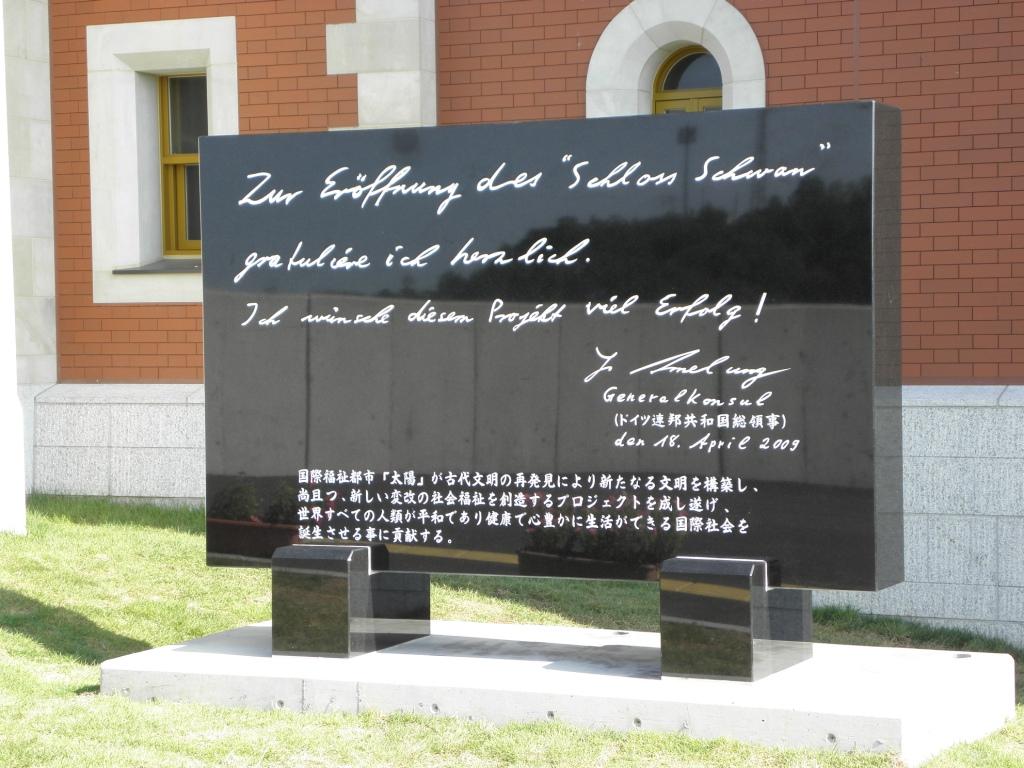 Zur Eröffnung des "Schloss Schwan"
gratuliere ich herzlich.
Ich wünsche diesem Projekt viel Erfolg!
J. Amelung
Generalkonsul
(ドイツ連邦共和国総領事)
den 18. April 2009
国際福祉都市『太陽』が古代文明の再発見により新たなる文明を構築し、
尚且つ、新しい変改の社会福祉を創造するプロジェクトを成し遂げ、
世界すべての人類が平和であり健康で心豊かに生活ができる国際社会を
誕生させる事に貢献する。